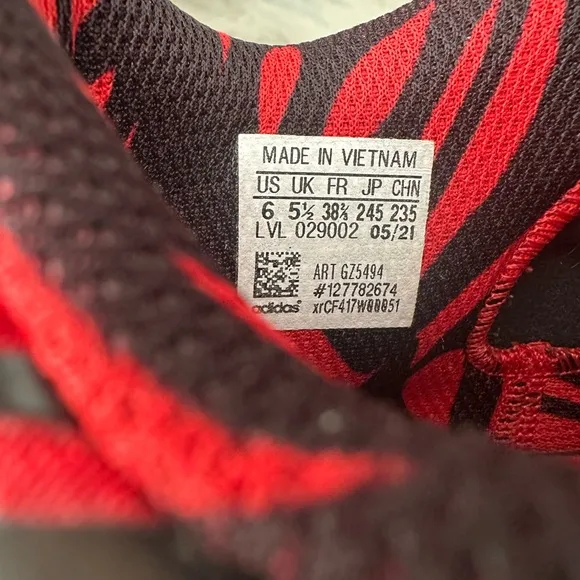 MADE IN VIETNAM
US UK FR JP CHN
6 5½ 38⅔ 245 235
LVL 029002 05/21
ART GZ5494
#127782674
adidas xrCF417W00051